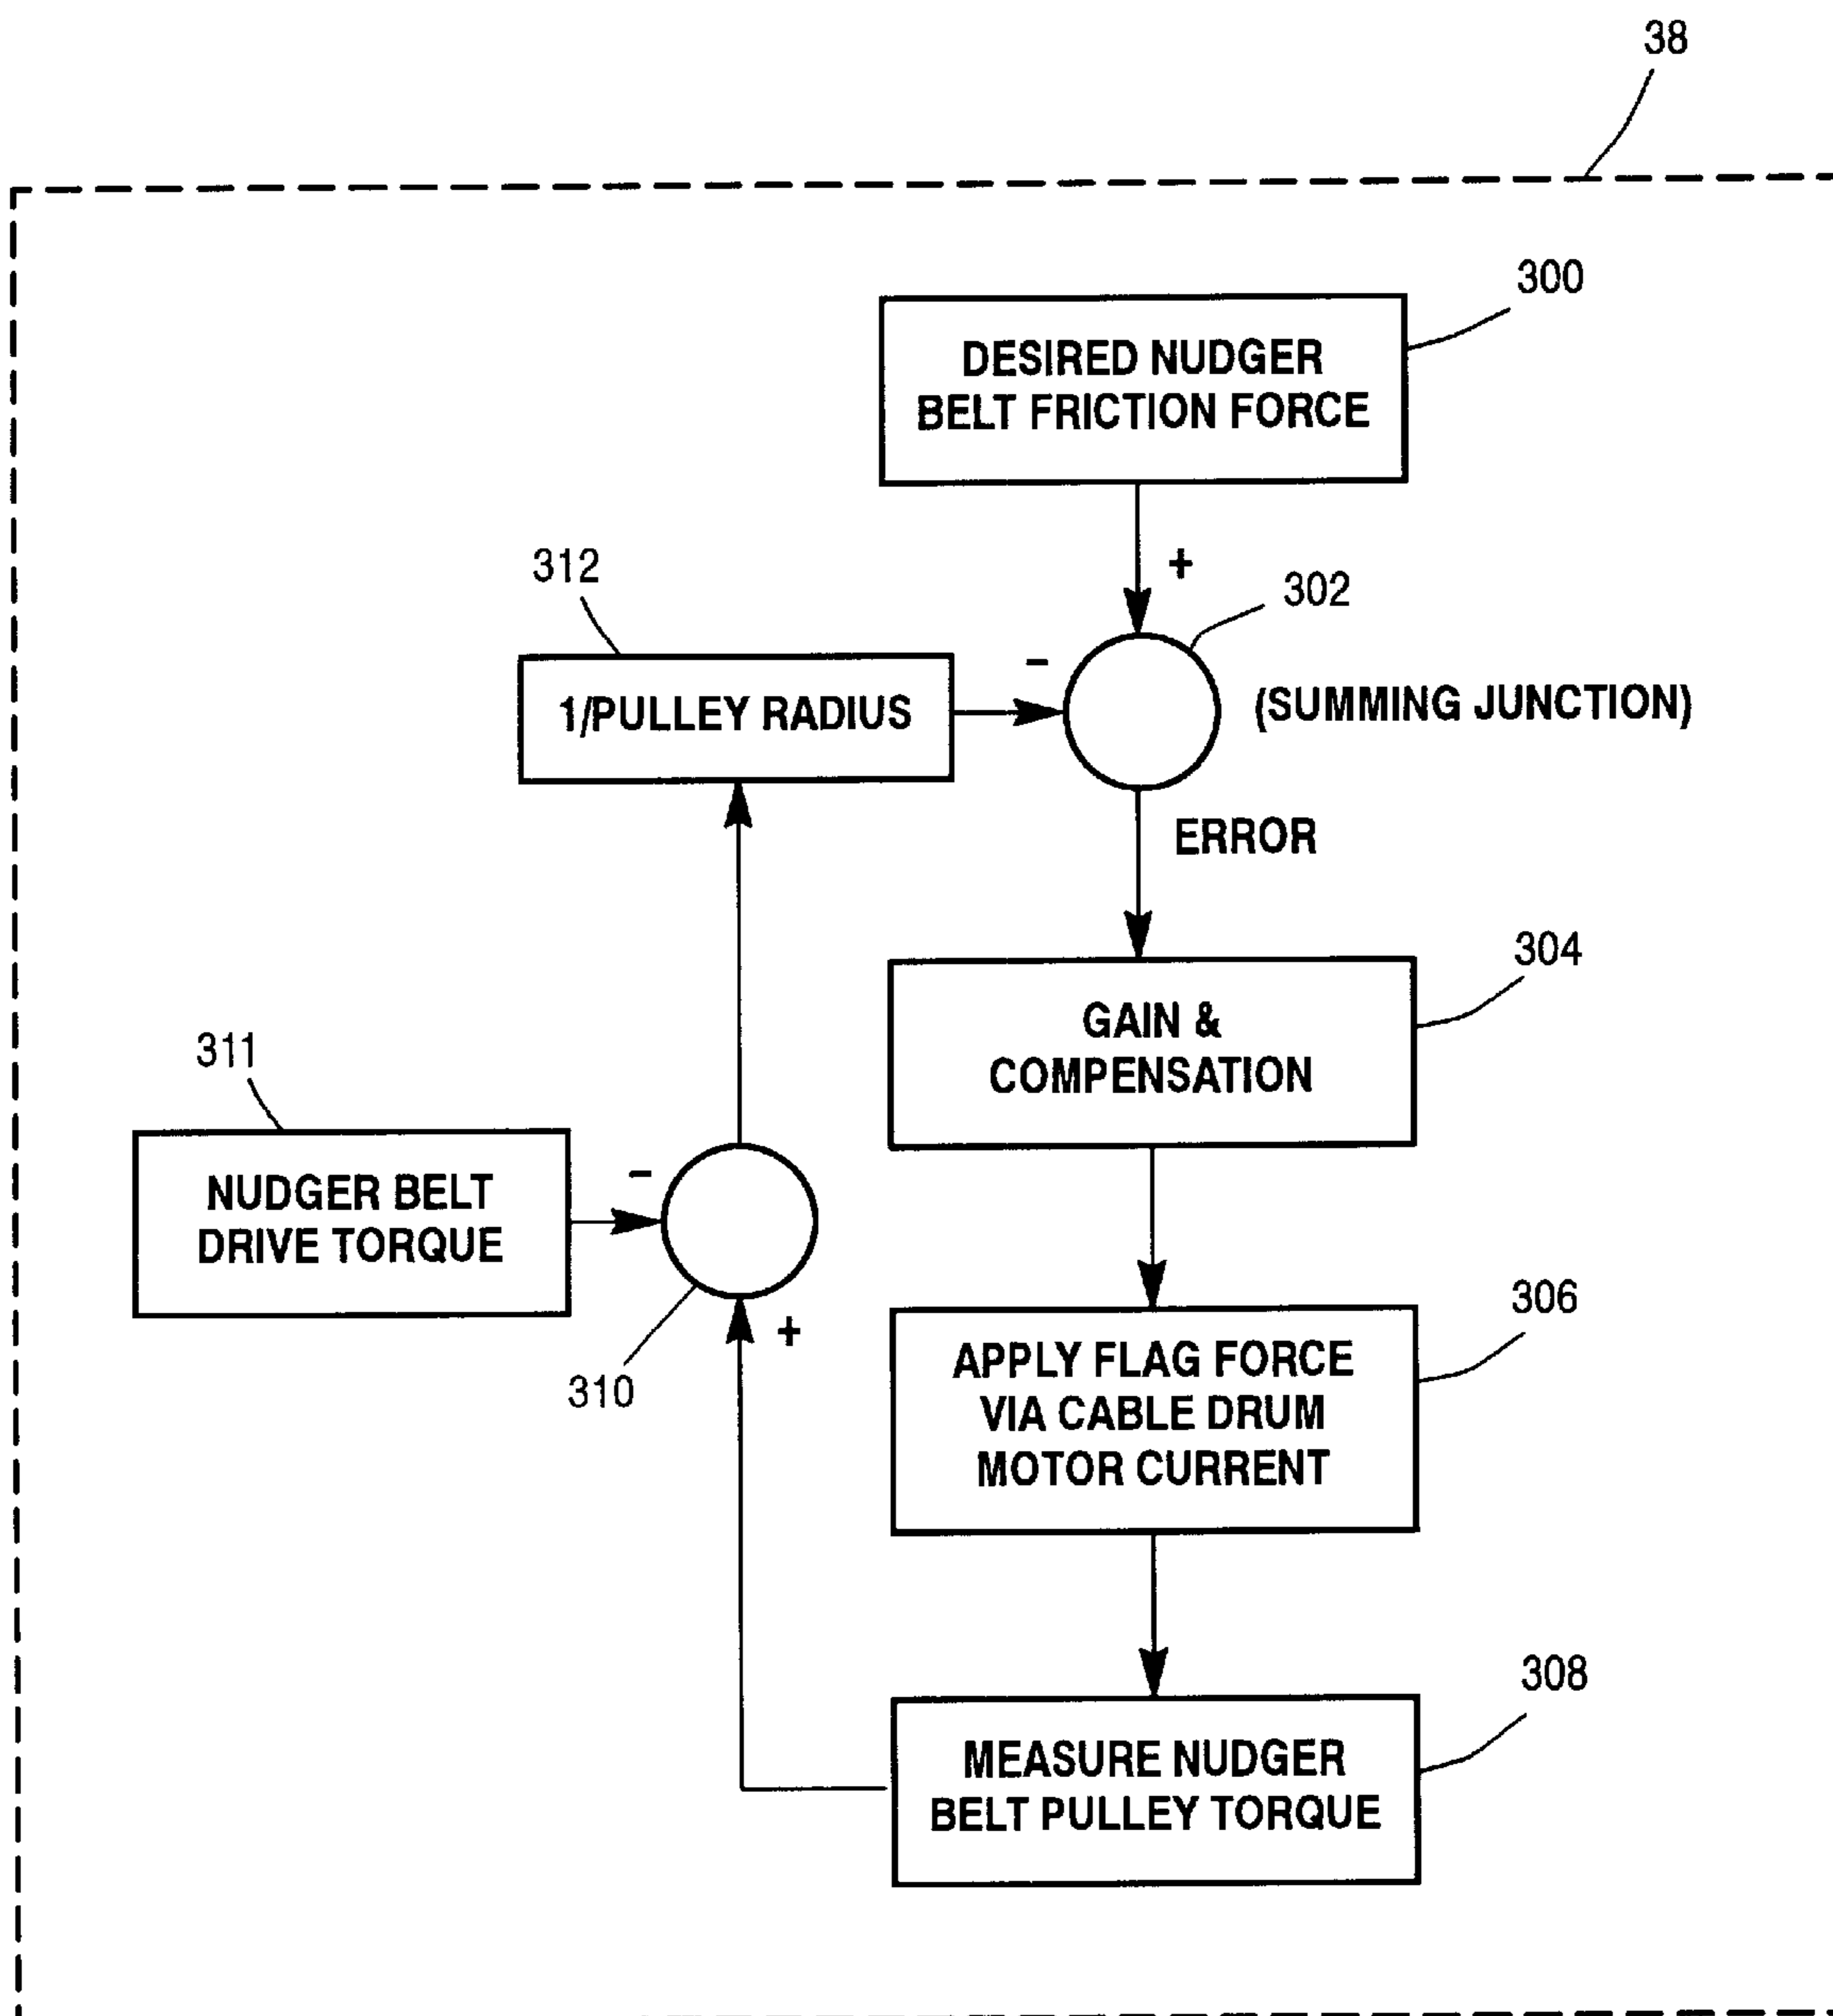 38
300
DESIRED NUDGER
BELT FRICTION FORCE
+
312
302
-
1/PULLEY RADIUS
(SUMMING JUNCTION)
ERROR
304
GAIN &
COMPENSATION
311
NUDGER BELT
DRIVE TORQUE
-
310
+
306
APPLY FLAG FORCE
VIA CABLE DRUM
MOTOR CURRENT
308
MEASURE NUDGER
BELT PULLEY TORQUE